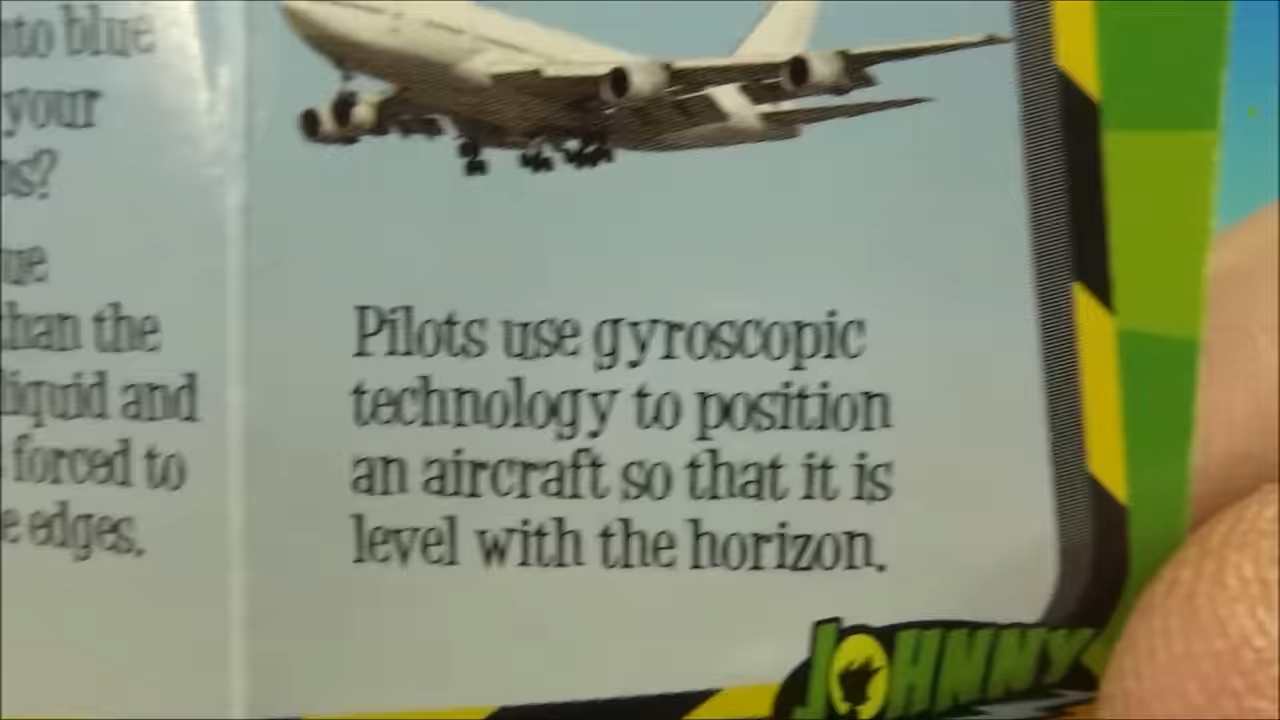 blue
your
than the
liquid and
forced to
edges.
Pilots use gyroscopic
technology to position
an aircraft so that it is
level with the horizon.
JOHNNY